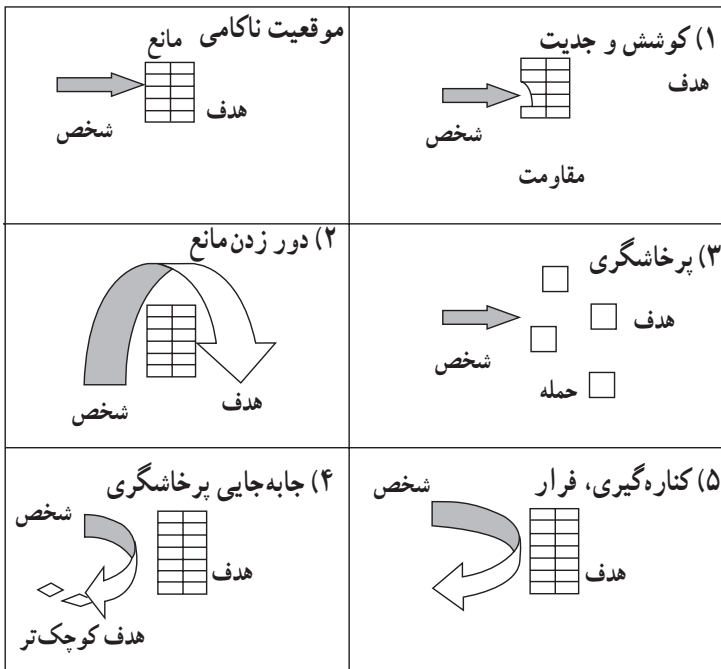 موقعیت ناکامی
مانع
هدف
شخص
۱) کوشش و جدیت
هدف
شخص
مقاومت
۲) دور زدن مانع
هدف
شخص
۳) پرخاشگری
هدف
شخص
حمله
۴) جابه‌جایی پرخاشگری
شخص
هدف
هدف کوچک‌تر
۵) کناره‌گیری، فرار
شخص
هدف